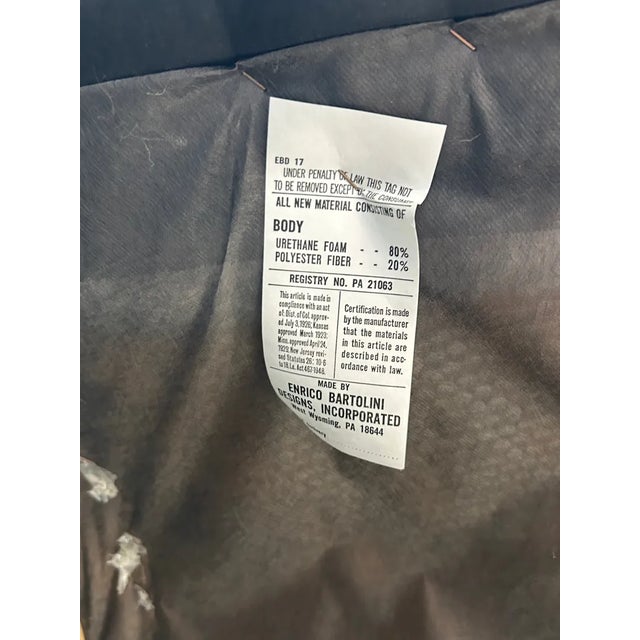 EBD 17
UNDER PENALTY OF LAW THIS TAG NOT
TO BE REMOVED EXCEPT BY THE CONSUMER
ALL NEW MATERIAL CONSISTING OF
BODY
URETHANE FOAM - - 80%
POLYESTER FIBER - - 20%
REGISTRY NO. PA 21063
This article is made in
compliance with an act
of Dist. of Col. approv-
ed July 3, 1926; Kansas
approved March 1923;
Minn. approved April 24,
1929; New Jersey revi-
sed Statutes 26: 10-6
to 18. La. Act 467 1948.
Certification is made
by the manufacturer
that the materials
in this article are
described in acc-
ordance with law.
MADE BY
ENRICO BARTOLINI
DESIGNS, INCORPORATED
West Wyoming, PA 18644